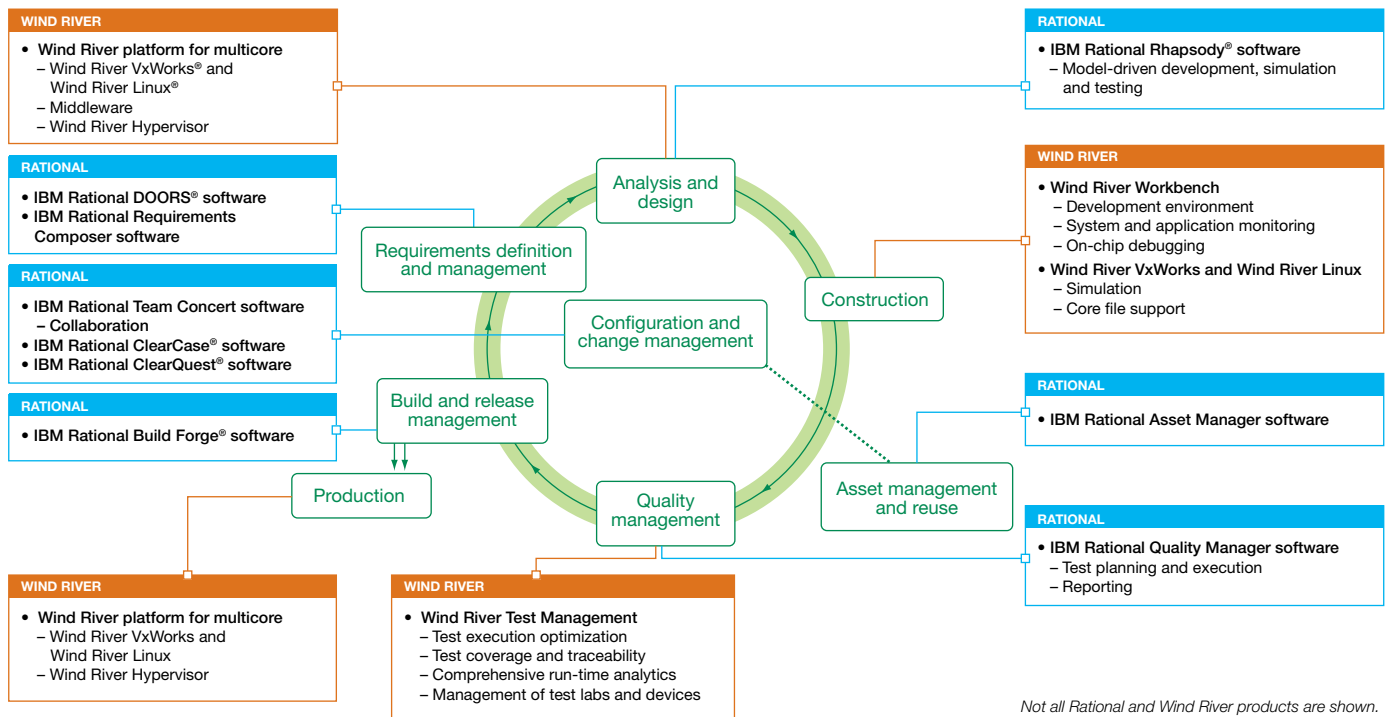 WIND RIVER
• Wind River platform for multicore
– Wind River VxWorks® and
Wind River Linux®
– Middleware
– Wind River Hypervisor
RATIONAL
• IBM Rational DOORS® software
• IBM Rational Requirements
Composer software
RATIONAL
• IBM Rational Team Concert software
– Collaboration
• IBM Rational ClearCase® software
• IBM Rational ClearQuest® software
RATIONAL
• IBM Rational Build Forge® software
Analysis and
design
Requirements definition
and management
Construction
Configuration and
change management
Build and release
management
Production
Quality
management
Asset management
and reuse
RATIONAL
• IBM Rational Rhapsody® software
– Model-driven development, simulation
and testing
WIND RIVER
• Wind River Workbench
– Development environment
– System and application monitoring
– On-chip debugging
• Wind River VxWorks and Wind River Linux
– Simulation
– Core file support
RATIONAL
• IBM Rational Asset Manager software
RATIONAL
• IBM Rational Quality Manager software
– Test planning and execution
– Reporting
WIND RIVER
• Wind River platform for multicore
– Wind River VxWorks and
Wind River Linux
– Wind River Hypervisor
WIND RIVER
• Wind River Test Management
– Test execution optimization
– Test coverage and traceability
– Comprehensive run-time analytics
– Management of test labs and devices
Not all Rational and Wind River products are shown.